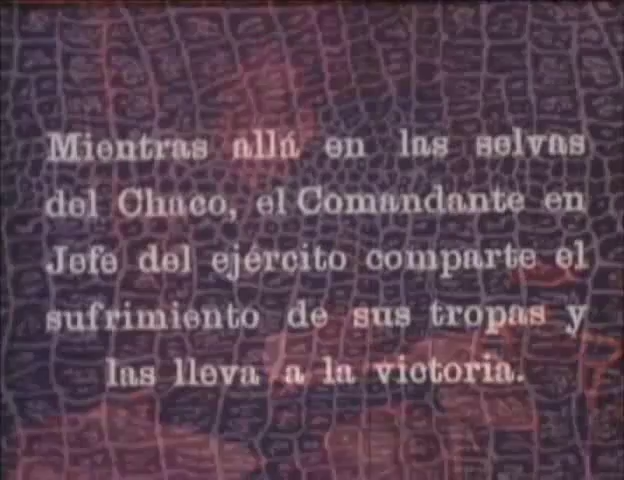 Mientras allá en las selvas
del Chaco, el Comandante en
Jefe del ejército comparte el
sufrimiento de sus tropas y
las lleva a la victoria.